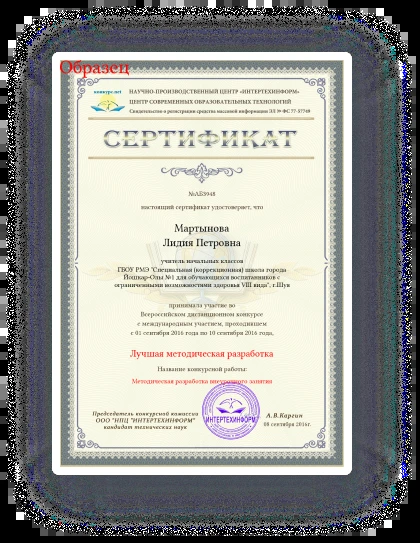 Образец
конкурс.net
НАУЧНО-ПРОИЗВОДСТВЕННЫЙ ЦЕНТР «ИНТЕРТЕХИНФОРМ»
ЦЕНТР СОВРЕМЕННЫХ ОБРАЗОВАТЕЛЬНЫХ ТЕХНОЛОГИЙ
Свидетельство о регистрации средства массовой информации ЭЛ № ФС 77-57749
СЕРТИФИКАТ
№АБ3948
настоящий сертификат удостоверяет, что
Мартынова
Лидия Петровна
учитель начальных классов
ГБОУ РМЭ "Специальная (коррекционная) школа города
Йошкар-Олы №1 для обучающихся воспитанников с
ограниченными возможностями здоровья VIII вида", г.Шуя
принимала участие во
Всероссийском дистанционном конкурсе
с международным участием, проходившем
с 01 сентября 2016 года по 10 сентября 2016 года,
Лучшая методическая разработка
Название конкурсной работы:
Методическая разработка внеурочного занятия
Председатель конкурсной комиссии
ООО "НПЦ "ИНТЕРТЕХИНФОРМ"
кандидат технических наук
ИНТЕРТЕХИНФОРМ
А.В.Каргин
08 сентября 2016г.